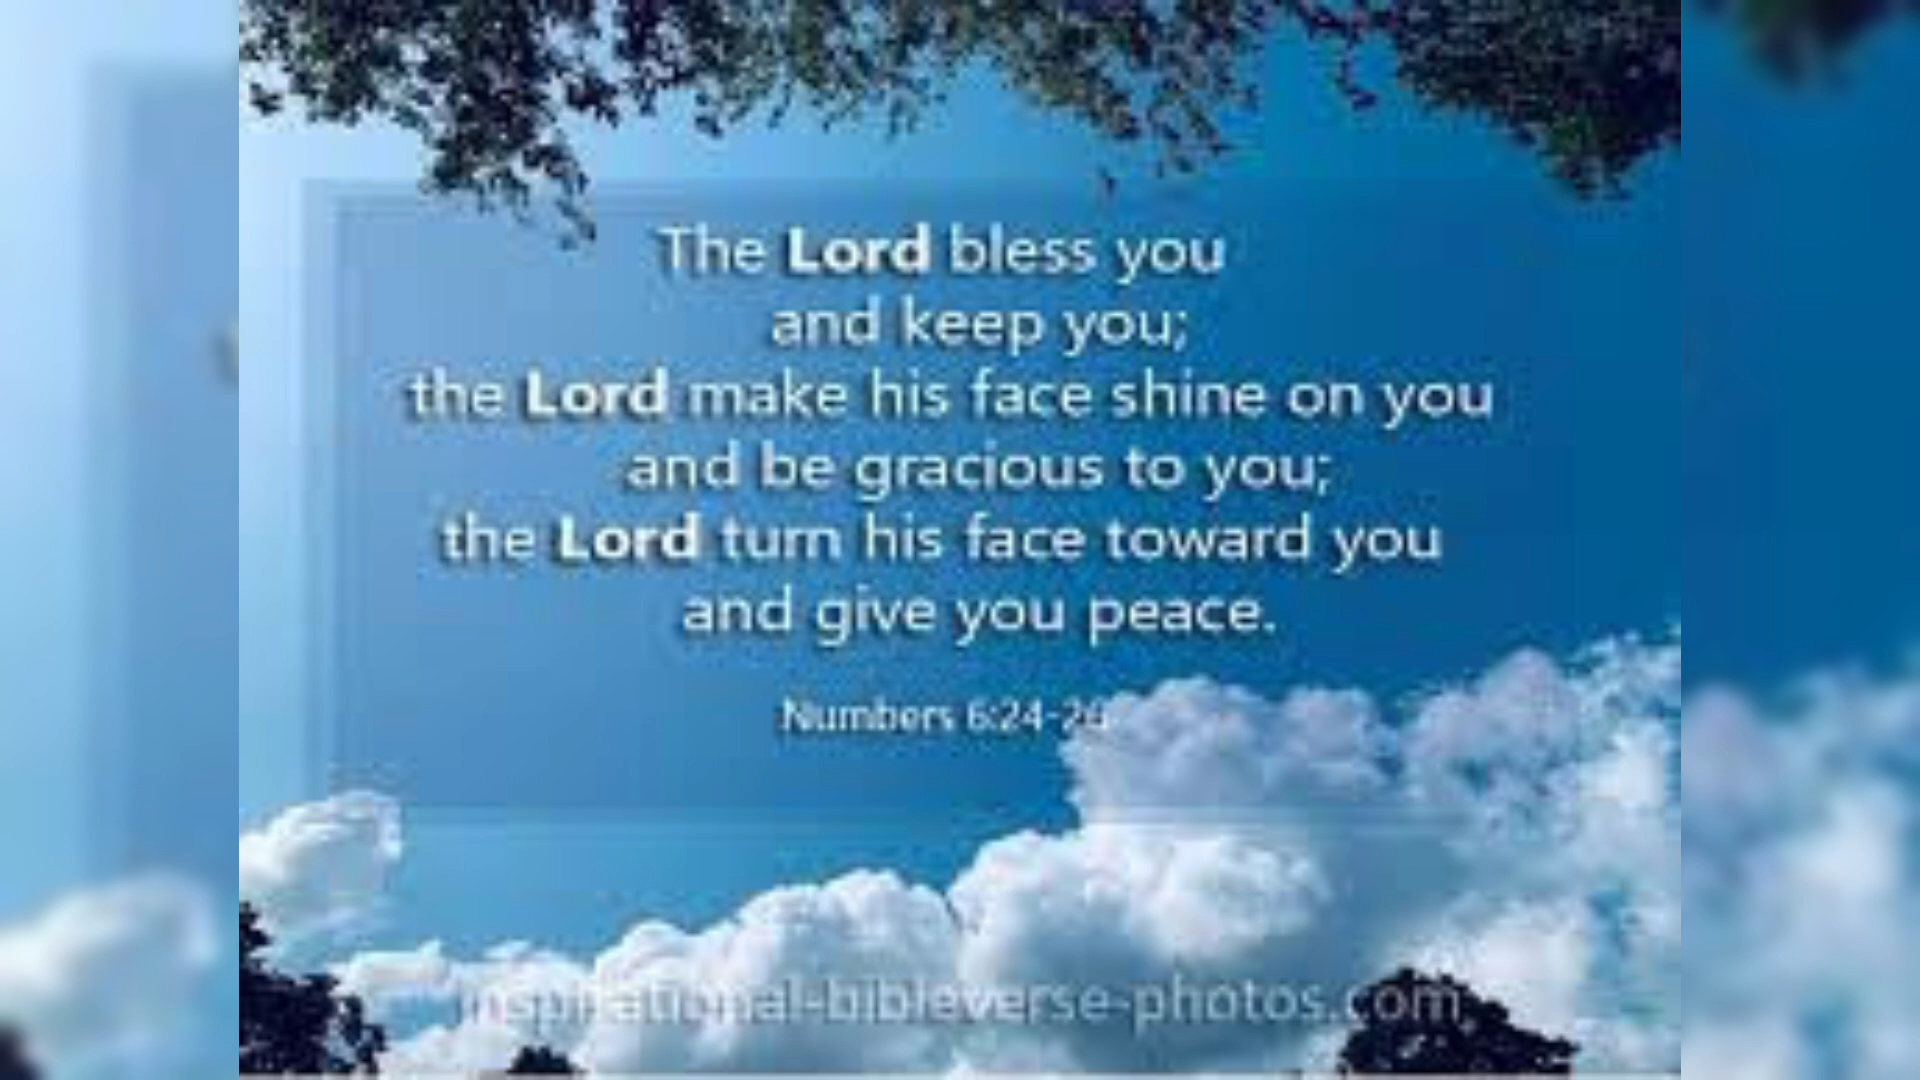 The Lord bless you
and keep you;
the Lord make his face shine on you
and be gracious to you;
the Lord turn his face toward you
and give you peace.
Numbers 6:24-26
inspirational-bibleverse-photos.com